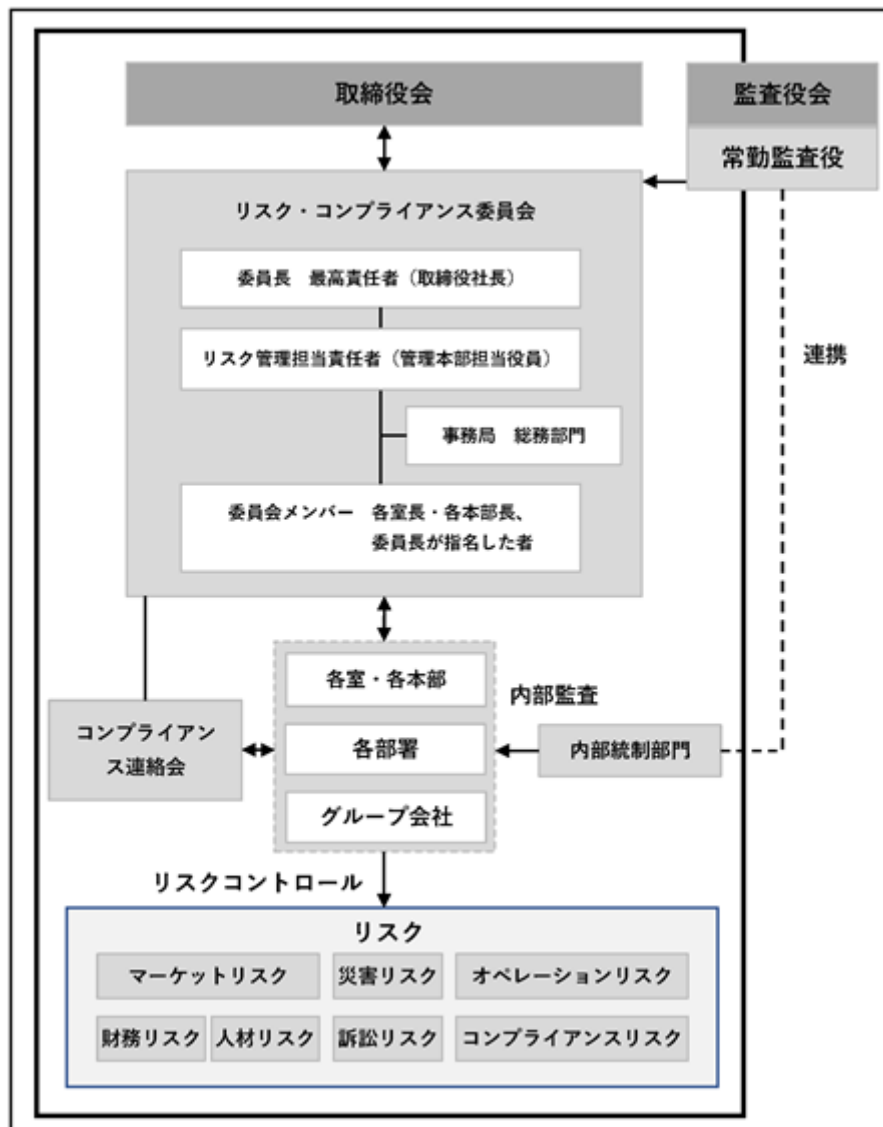 取締役会
監査役会
常勤監査役
リスク・コンプライアンス委員会
委員長　最高責任者（取締役社長）
リスク管理担当責任者（管理本部担当役員）
連携
事務局　総務部門
委員会メンバー　各室長・各本部長、
委員長が指名した者
各室・各本部
内部監査
コンプライアン
ス連絡会
各部署
内部統制部門
グループ会社
リスクコントロール
リスク
マーケットリスク
災害リスク
オペレーションリスク
財務リスク
人材リスク
訴訟リスク
コンプライアンスリスク